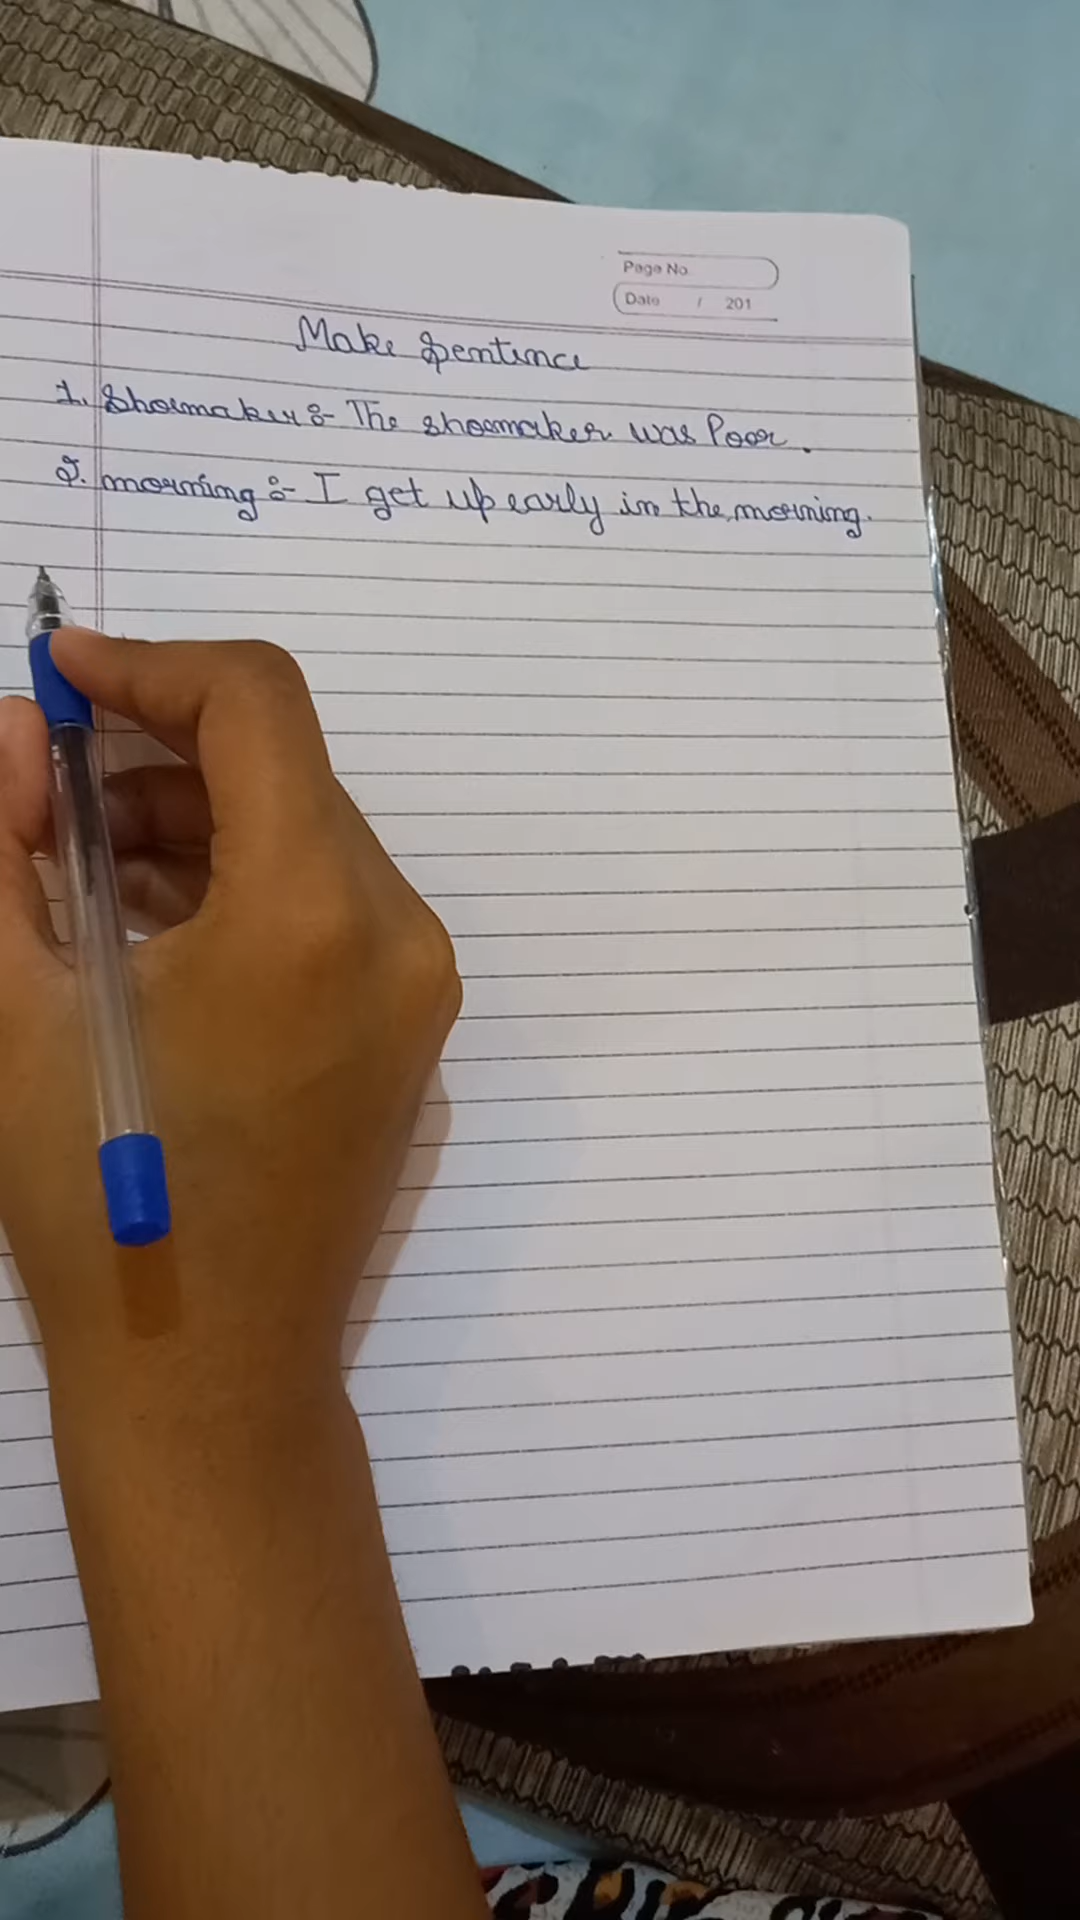 Page No.
Date / 201
Make Sentence
1. Shoemaker :- The shoemaker was Poor.
2. morning :- I get up early in the morning.